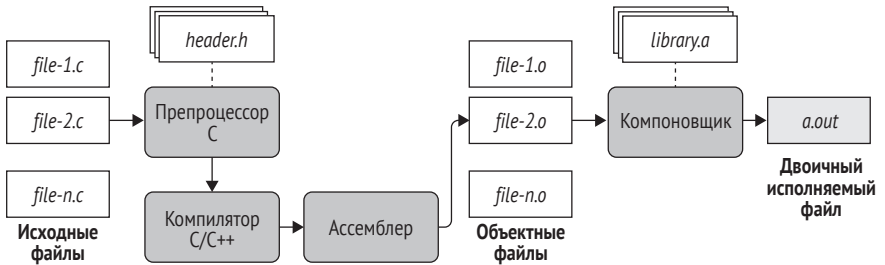 header.h
library.a
file-1.c
file-1.o
file-2.c
Препроцессор
C
file-2.o
Компоновщик
a.out
Двоичный
исполняемый
файл
file-n.c
Компилятор
C/C++
Ассемблер
file-n.o
Исходные
файлы
Объектные
файлы